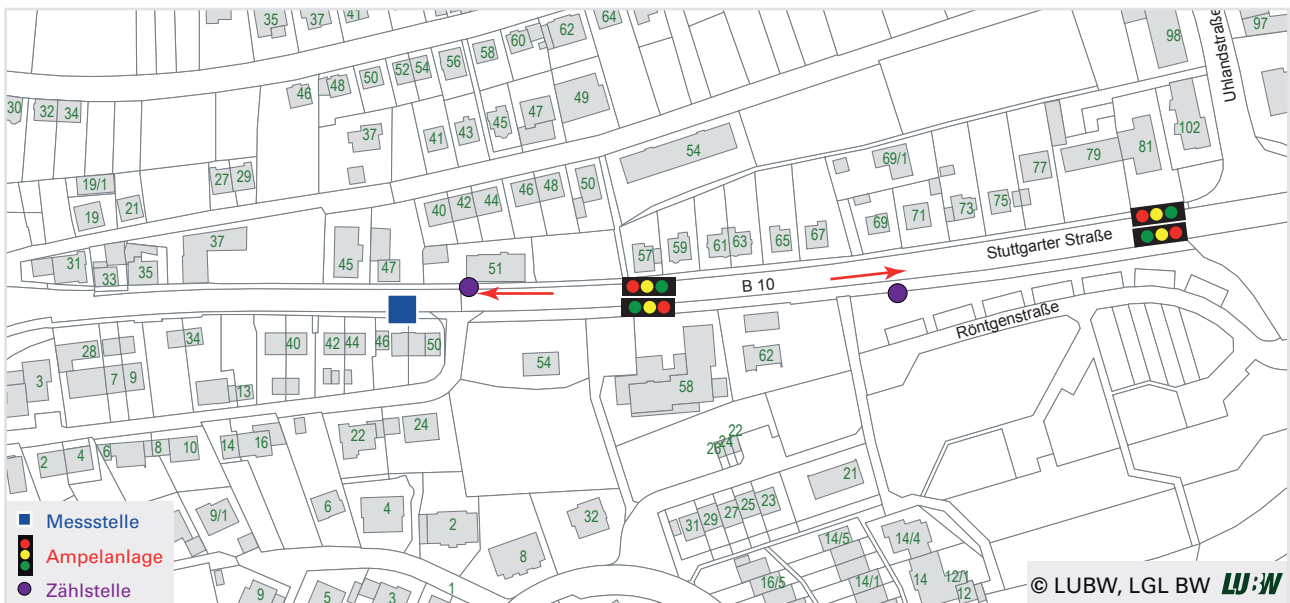 35 37 41 62 64 98 97
60 58 56 54 52 50 48 46
Uhlandstraße
30 32 34 37 41 43 45 47 49
54 102 81 79 77 69/1
19/1 27 29 19 21
40 42 44 46 48 50
69 71 73 75
57 59 61 63 65 67
31 33 35 37 45 47 51
Stuttgarter Straße
B 10
Röntgenstraße
28 34 40 42 44 46 50 54 58 62
3 7 9 13
2 4 6 8 10 14 16 22 24
22 24 26
9/1 6 4 2 8 32
31 29 27 25 23 21
14/5 14/4 16/5 14/1 14 12/1 12
9 5 3 1
Messstelle
Ampelanlage
Zählstelle
© LUBW, LGL BW LUBW